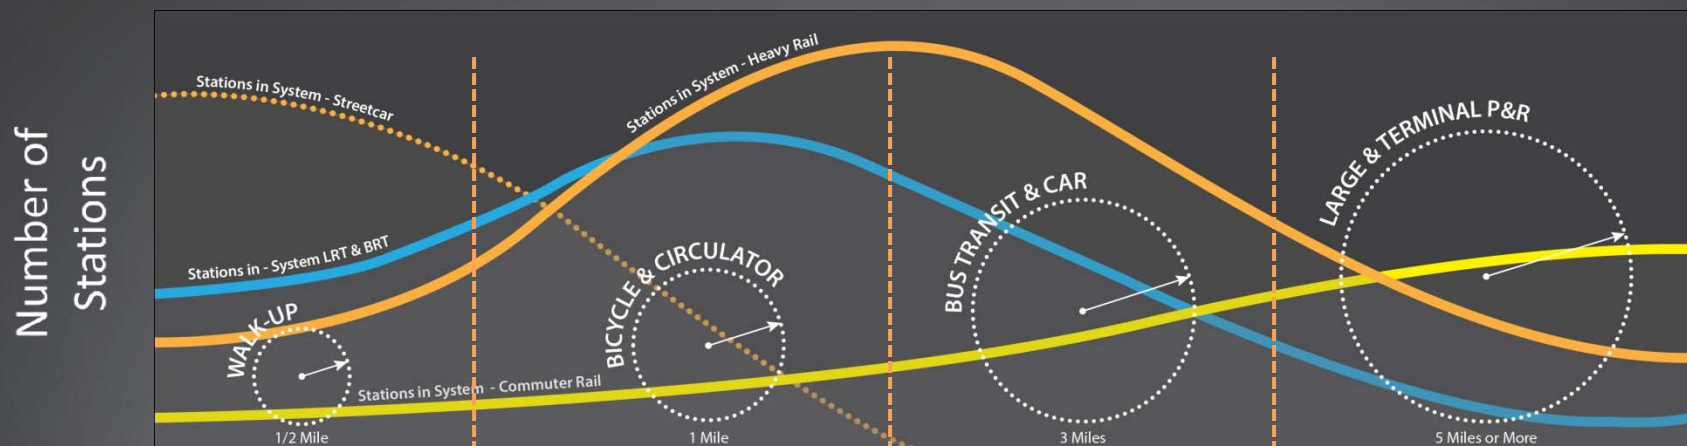 Number of
Stations
Stations in System - Streetcar
Stations in System - Heavy Rail
Stations in - System LRT & BRT
Stations in System - Commuter Rail
WALK-UP
BICYCLE & CIRCULATOR
BUS TRANSIT & CAR
LARGE & TERMINAL P&R
1/2 Mile
1 Mile
3 Miles
5 Miles or More